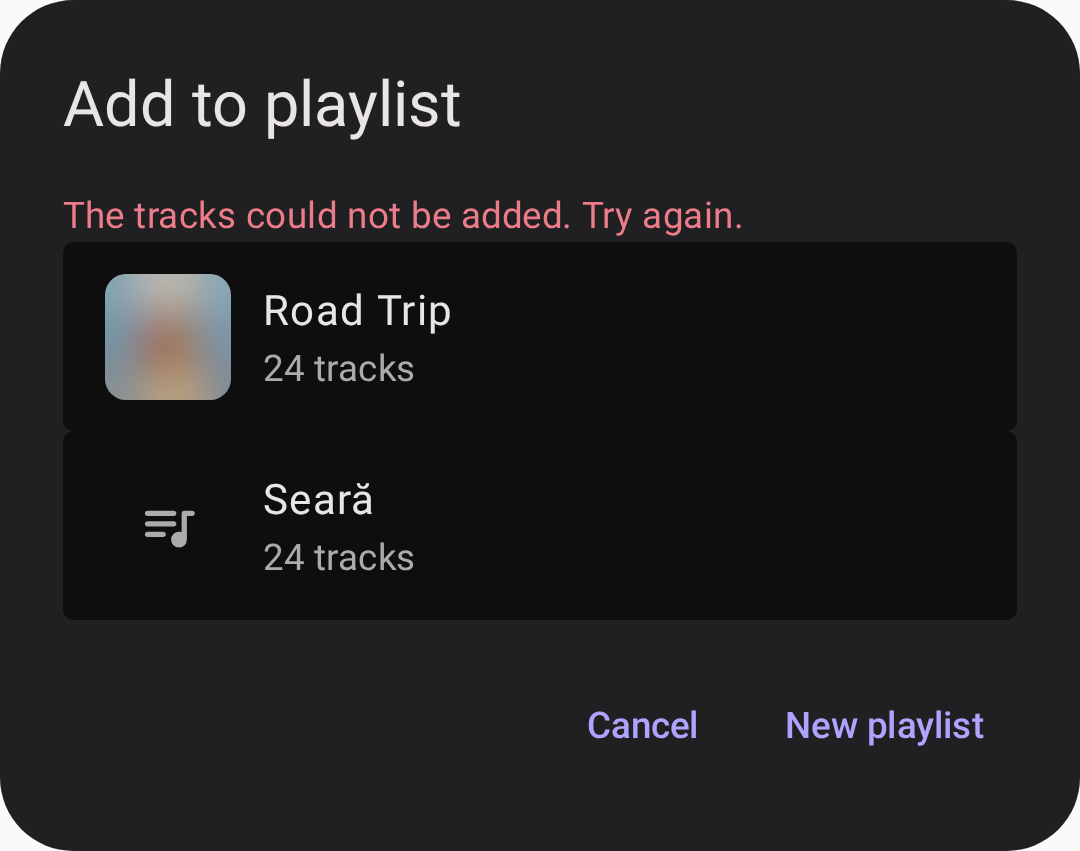 Add to playlist
The tracks could not be added. Try again.
Road Trip
24 tracks
Seară
24 tracks
Cancel
New playlist